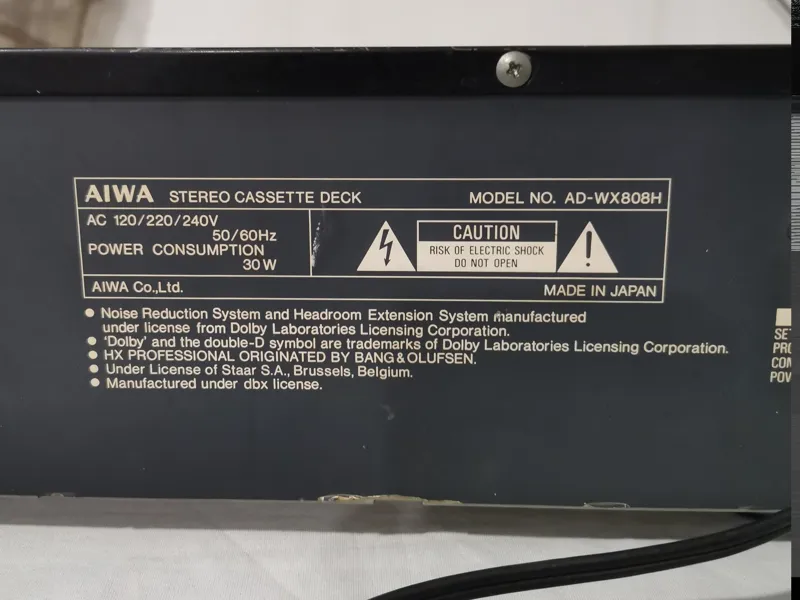 AIWA STEREO CASSETTE DECK MODEL NO. AD-WX808H
AC 120/220/240V
50/60Hz
POWER CONSUMPTION
30W
CAUTION
RISK OF ELECTRIC SHOCK
DO NOT OPEN
AIWA Co.,Ltd. MADE IN JAPAN
● Noise Reduction System and Headroom Extension System manufactured
under license from Dolby Laboratories Licensing Corporation.
● 'Dolby' and the double-D symbol are trademarks of Dolby Laboratories Licensing Corporation.
● HX PROFESSIONAL ORIGINATED BY BANG & OLUFSEN.
● Under License of Staar S.A., Brussels, Belgium.
● Manufactured under dbx license.